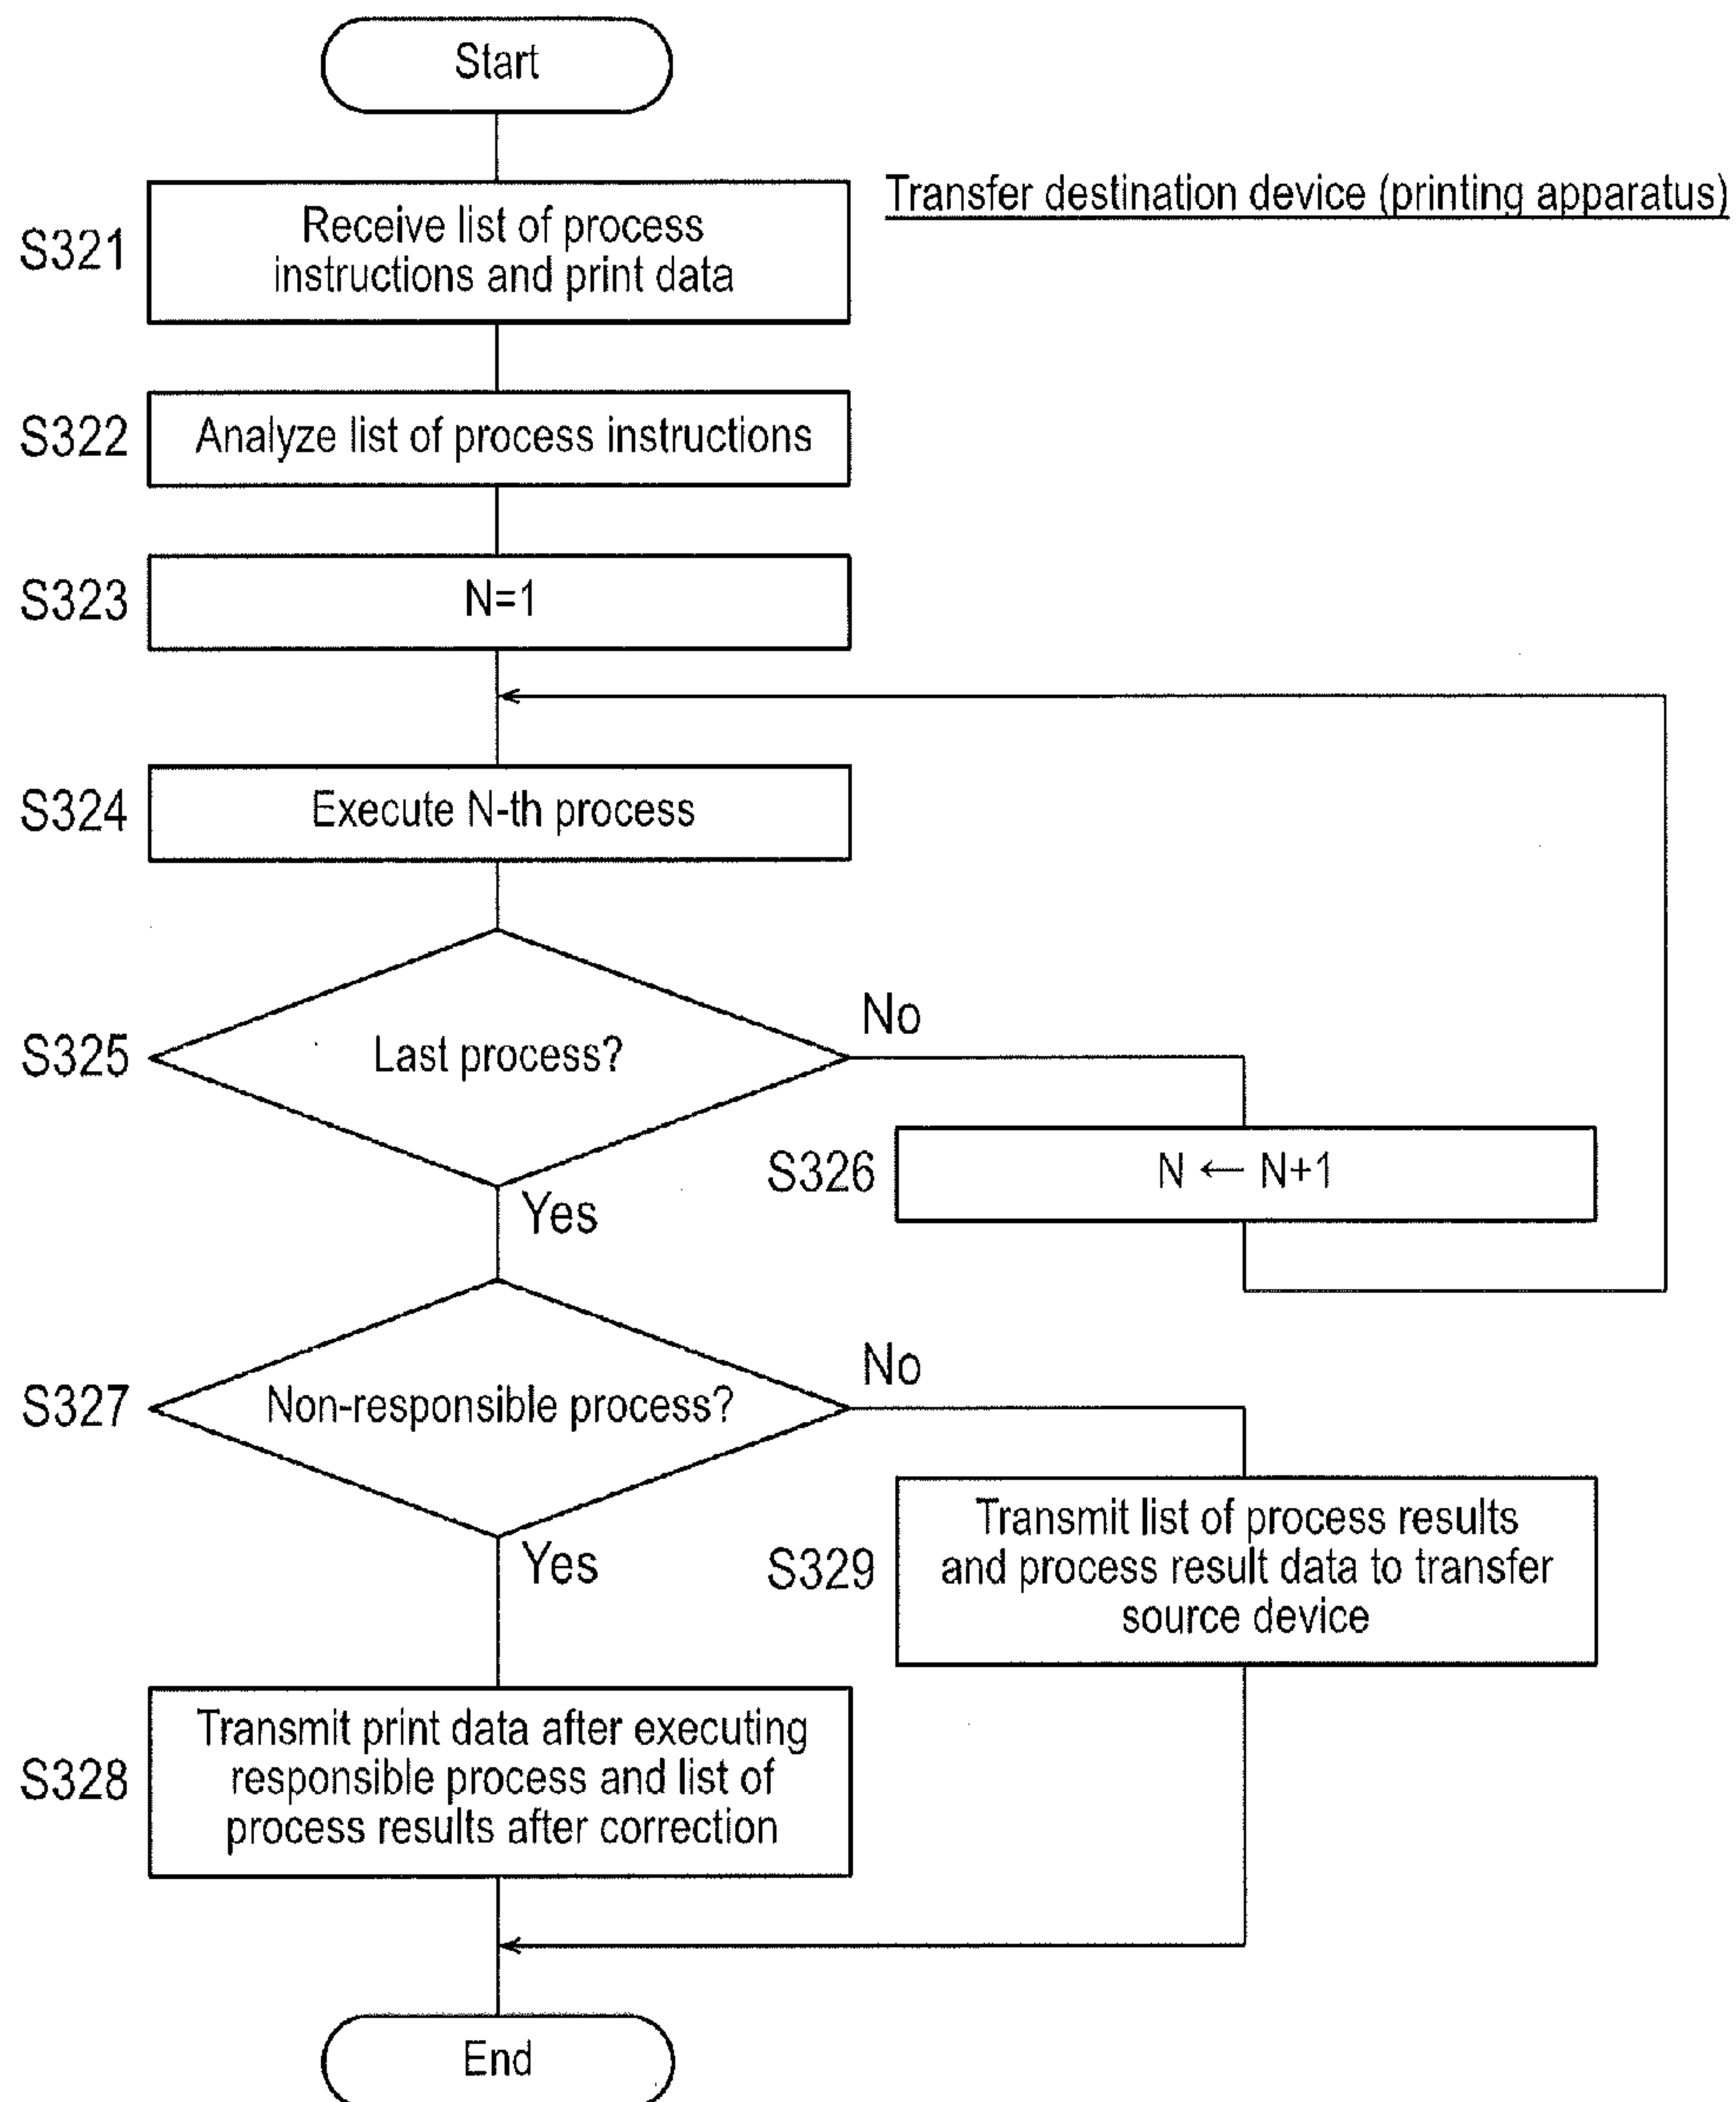 Start
Transfer destination device (printing apparatus)
S321
Receive list of process
instructions and print data
S322
Analyze list of process instructions
S323
N=1
S324
Execute N-th process
S325
Last process?
No
Yes
S326
N ← N+1
S327
Non-responsible process?
No
Yes
S329
Transmit list of process results
and process result data to transfer
source device
S328
Transmit print data after executing
responsible process and list of
process results after correction
End